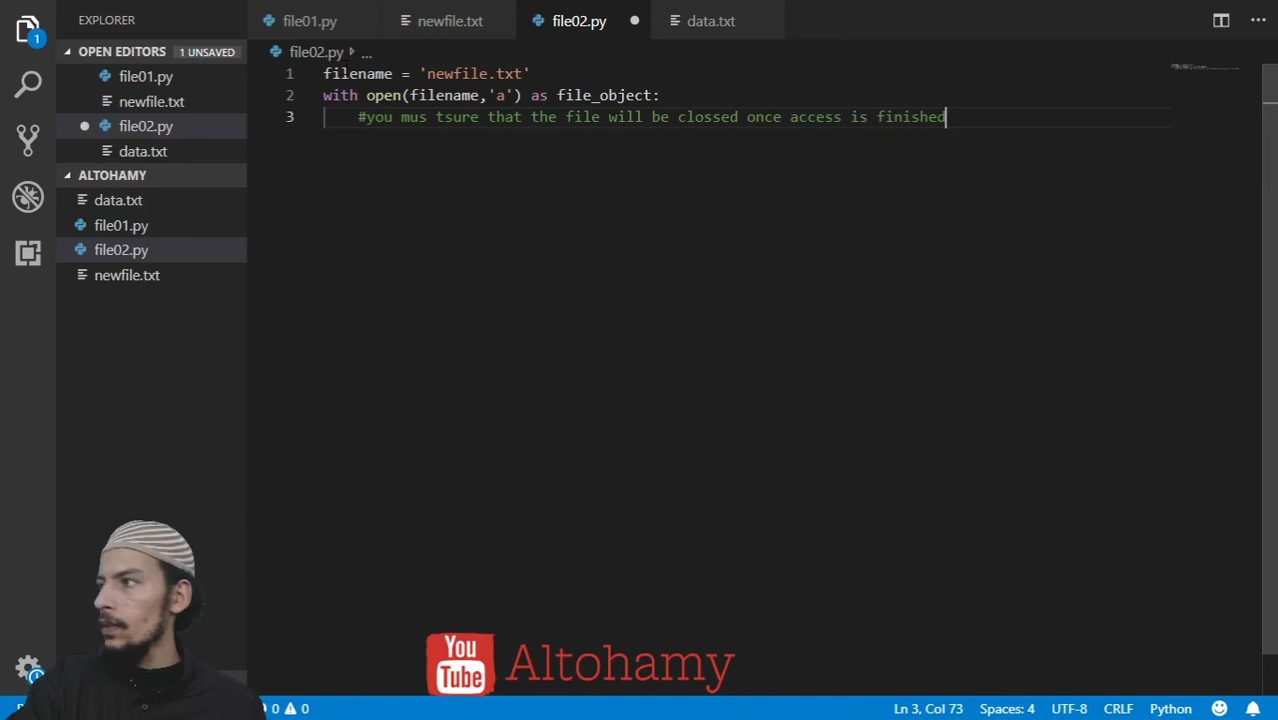 EXPLORER
file01.py
newfile.txt
file02.py
data.txt
OPEN EDITORS 1 UNSAVED
file01.py
newfile.txt
file02.py
data.txt
ALTOHAMY
data.txt
file01.py
file02.py
newfile.txt
1
file02.py ...
1 filename = 'newfile.txt'
2 with open(filename,'a') as file_object:
3 #you mus tsure that the file will be clossed once access is finished
You Tube Altohamy
0 0
Ln 3, Col 73 Spaces: 4 UTF-8 CRLF Python